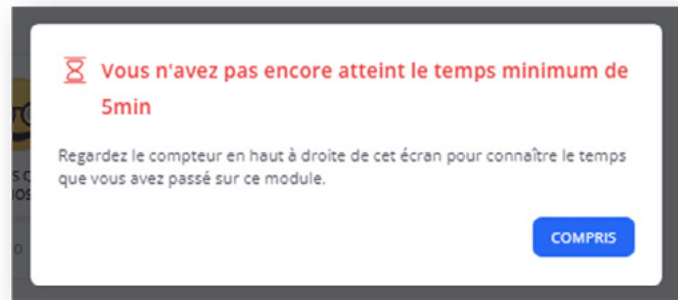 Vous n'avez pas encore atteint le temps minimum de
5min
Regardez le compteur en haut à droite de cet écran pour connaître le temps
que vous avez passé sur ce module.
COMPRIS
0